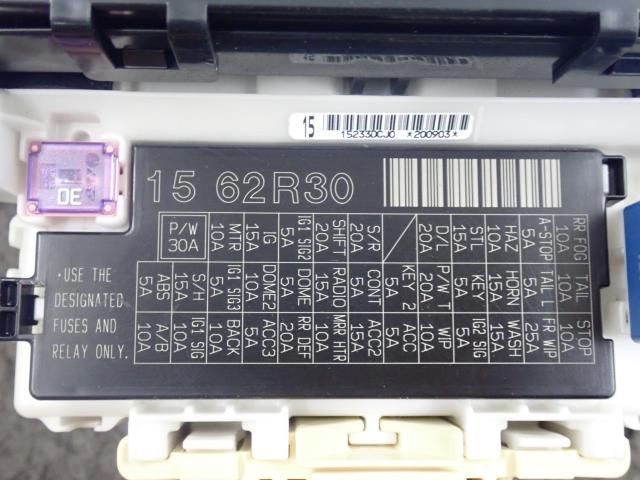 15
15233DCJ0 *200903*
30
15 62R30
P/W
30A
RR FOG TAIL STOP
10A 10A 10A
A-STOP TAIL L FR WIP
5A 5A 25A
HAZ HORN WASH
10A 15A 15A
STL KEY IG2 SIG
15A 5A 5A
D/L P/W T WIP
20A 20A 10A
KEY 2 ACC
5A 5A
S/R CONT ACC2
20A 5A 15A
SHIFT RADIO MRR HTR
20A 15A 10A
IG1 SIG2 DOME RR DEF
5A 5A 20A
IG DOME2 ACC3
15A 10A 5A
MTR IG1 SIG3 BACK
10A 5A 10A
S/H IG1 SIG
15A 10A
ABS A/B
5A 10A
•USE THE
DESIGNATED
FUSES AND
RELAY ONLY.